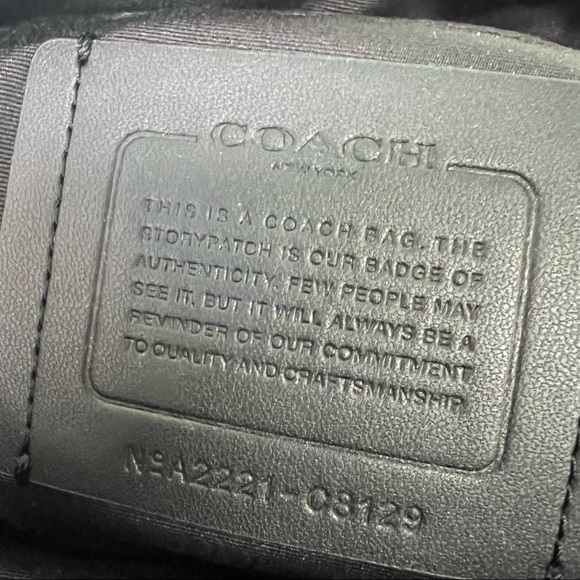 COACH
NEW YORK
THIS IS A COACH BAG. THE
STORYPATCH IS OUR BADGE OF
AUTHENTICITY. FEW PEOPLE MAY
SEE IT, BUT IT WILL ALWAYS BE A
REMINDER OF OUR COMMITMENT
TO QUALITY AND CRAFTSMANSHIP.
Nº A2221-C8129